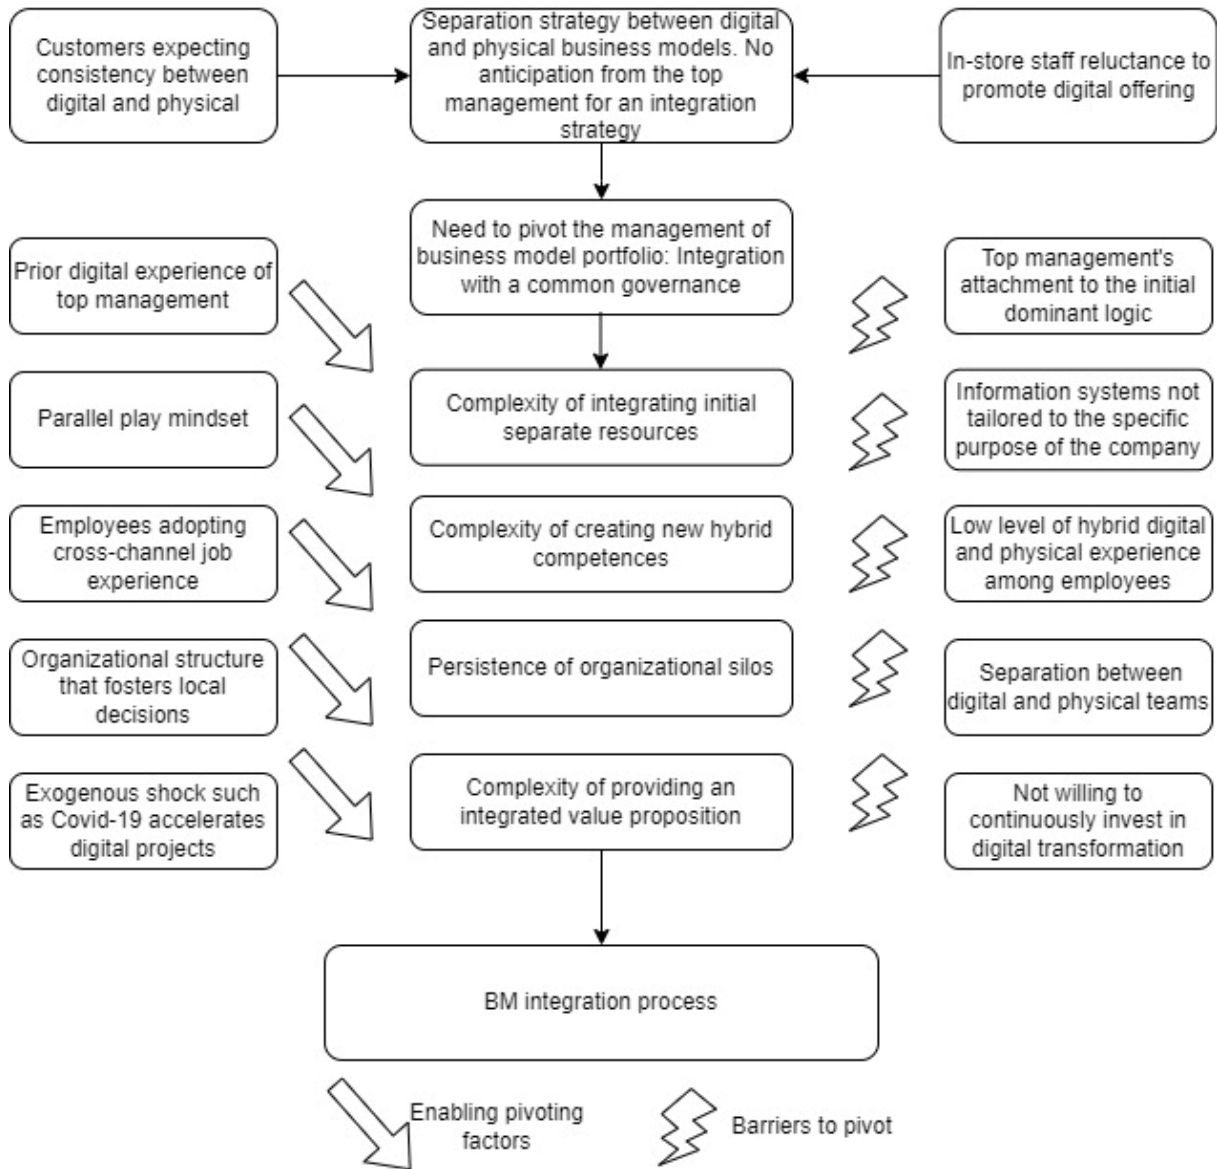 Customers expecting
consistency between
digital and physical
Separation strategy between digital
and physical business models. No
anticipation from the top
management for an integration
strategy
In-store staff reluctance to
promote digital offering
Need to pivot the management of
business model portfolio: Integration
with a common governance
Prior digital experience of
top management
Top management's
attachment to the initial
dominant logic
Parallel play mindset
Complexity of integrating initial
separate resources
Information systems not
tailored to the specific
purpose of the company
Employees adopting
cross-channel job
experience
Complexity of creating new hybrid
competences
Low level of hybrid digital
and physical experience
among employees
Organizational structure
that fosters local
decisions
Persistence of organizational silos
Separation between
digital and physical teams
Exogenous shock such
as Covid-19 accelerates
digital projects
Complexity of providing an
integrated value proposition
Not willing to
continuously invest in
digital transformation
BM integration process
Enabling pivoting
factors
Barriers to pivot